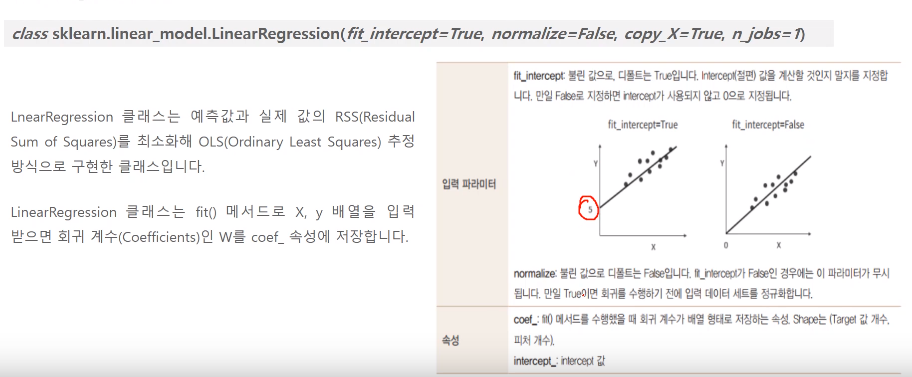 class sklearn.linear_model.LinearRegression(fit_intercept=True, normalize=False, copy_X=True, n_jobs=1)
LnearRegression 클래스는 예측값과 실제 값의 RSS(Residual
Sum of Squares)를 최소화해 OLS(Ordinary Least Squares) 추정
방식으로 구현한 클래스입니다.
LinearRegression 클래스는 fit() 메서드로 X, y 배열을 입력
받으면 회귀 계수(Coefficients)인 W를 coef_ 속성에 저장합니다.
입력 파라미터
fit_intercept: 불린 값으로, 디폴트는 True입니다. Intercept(절편) 값을 계산할 것인지 말지를 지정합
니다. 만일 False로 지정하면 intercept가 사용되지 않고 0으로 지정됩니다.
fit_intercept=True
fit_intercept=False
Y
5
X
Y
0
X
normalize: 불린 값으로 디폴트는 False입니다. fit_intercept가 False인 경우에는 이 파라미터가 무시
됩니다. 만일 True이면 회귀를 수행하기 전에 입력 데이터 세트를 정규화합니다.
속성
coef_: fit() 메서드를 수행했을 때 회귀 계수가 배열 형태로 저장하는 속성. Shape는 (Target 값 개수,
피처 개수).
intercept_: intercept 값